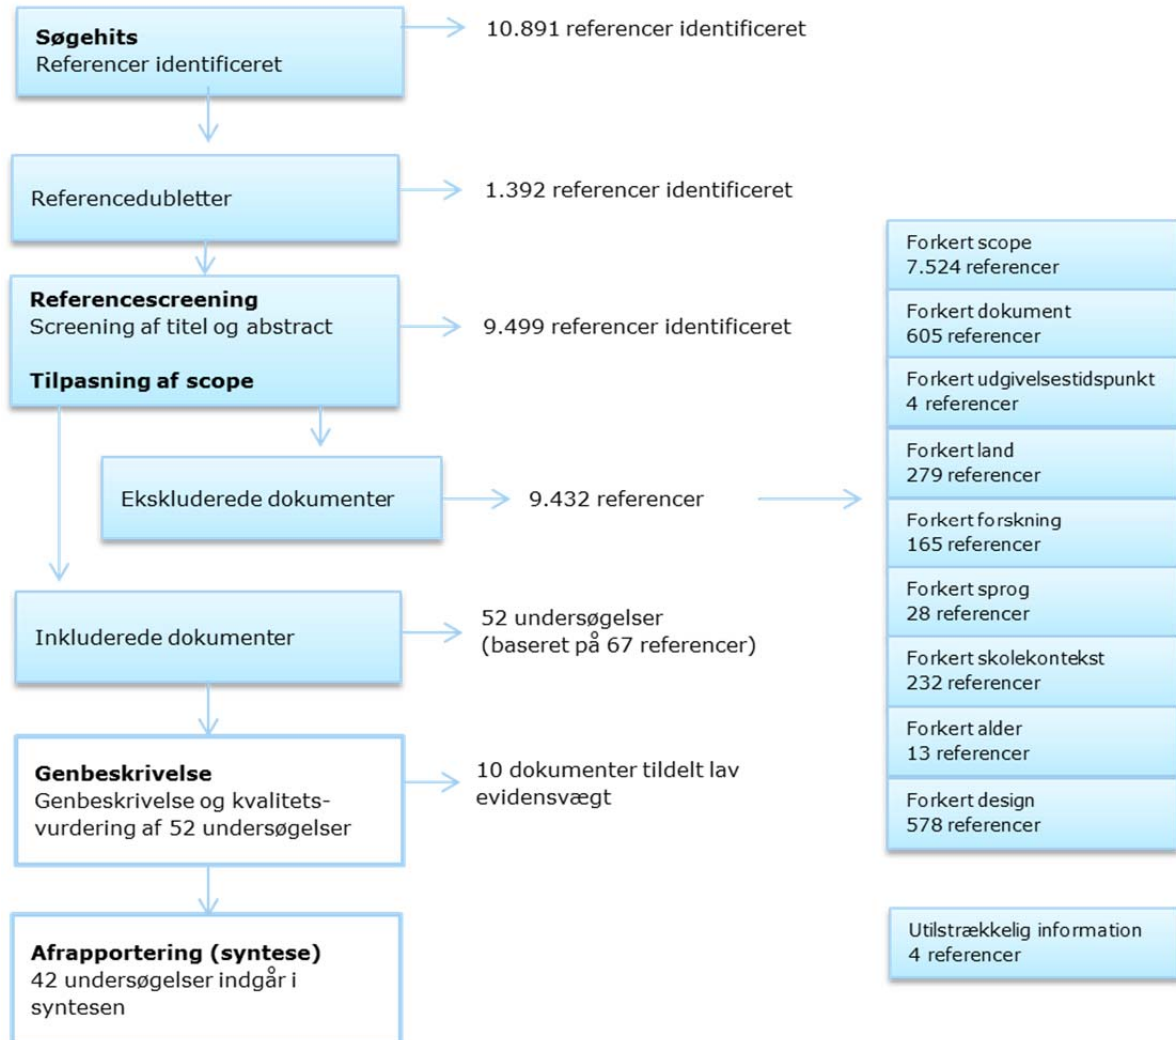 Søgehits
Referencer identificeret
10.891 referencer identificeret
Referencedubletter
1.392 referencer identificeret
Referencescreening
Screening af titel og abstract
Tilpasning af scope
9.499 referencer identificeret
Ekskluderede dokumenter
9.432 referencer
Inkluderede dokumenter
52 undersøgelser
(baseret på 67 referencer)
Genbeskrivelse
Genbeskrivelse og kvalitets-
vurdering af 52 undersøgelser
10 dokumenter tildelt lav
evidensvægt
Afrapportering (syntese)
42 undersøgelser indgår i
syntesen
Forkert scope
7.524 referencer
Forkert dokument
605 referencer
Forkert udgivelsestidspunkt
4 referencer
Forkert land
279 referencer
Forkert forskning
165 referencer
Forkert sprog
28 referencer
Forkert skolekontekst
232 referencer
Forkert alder
13 referencer
Forkert design
578 referencer
Utilstrækkelig information
4 referencer